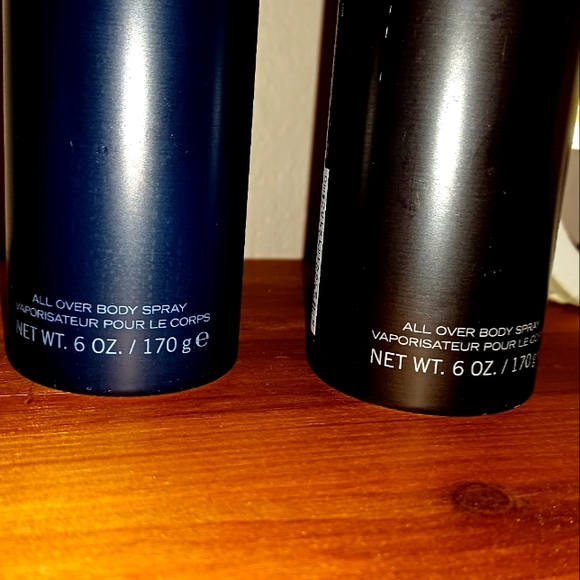 ALL OVER BODY SPRAY
VAPORISATEUR POUR LE CORPS
NET WT. 6 OZ. / 170 g e
ALL OVER BODY SPRAY
VAPORISATEUR POUR LE
NET WT. 6 OZ. / 170 g